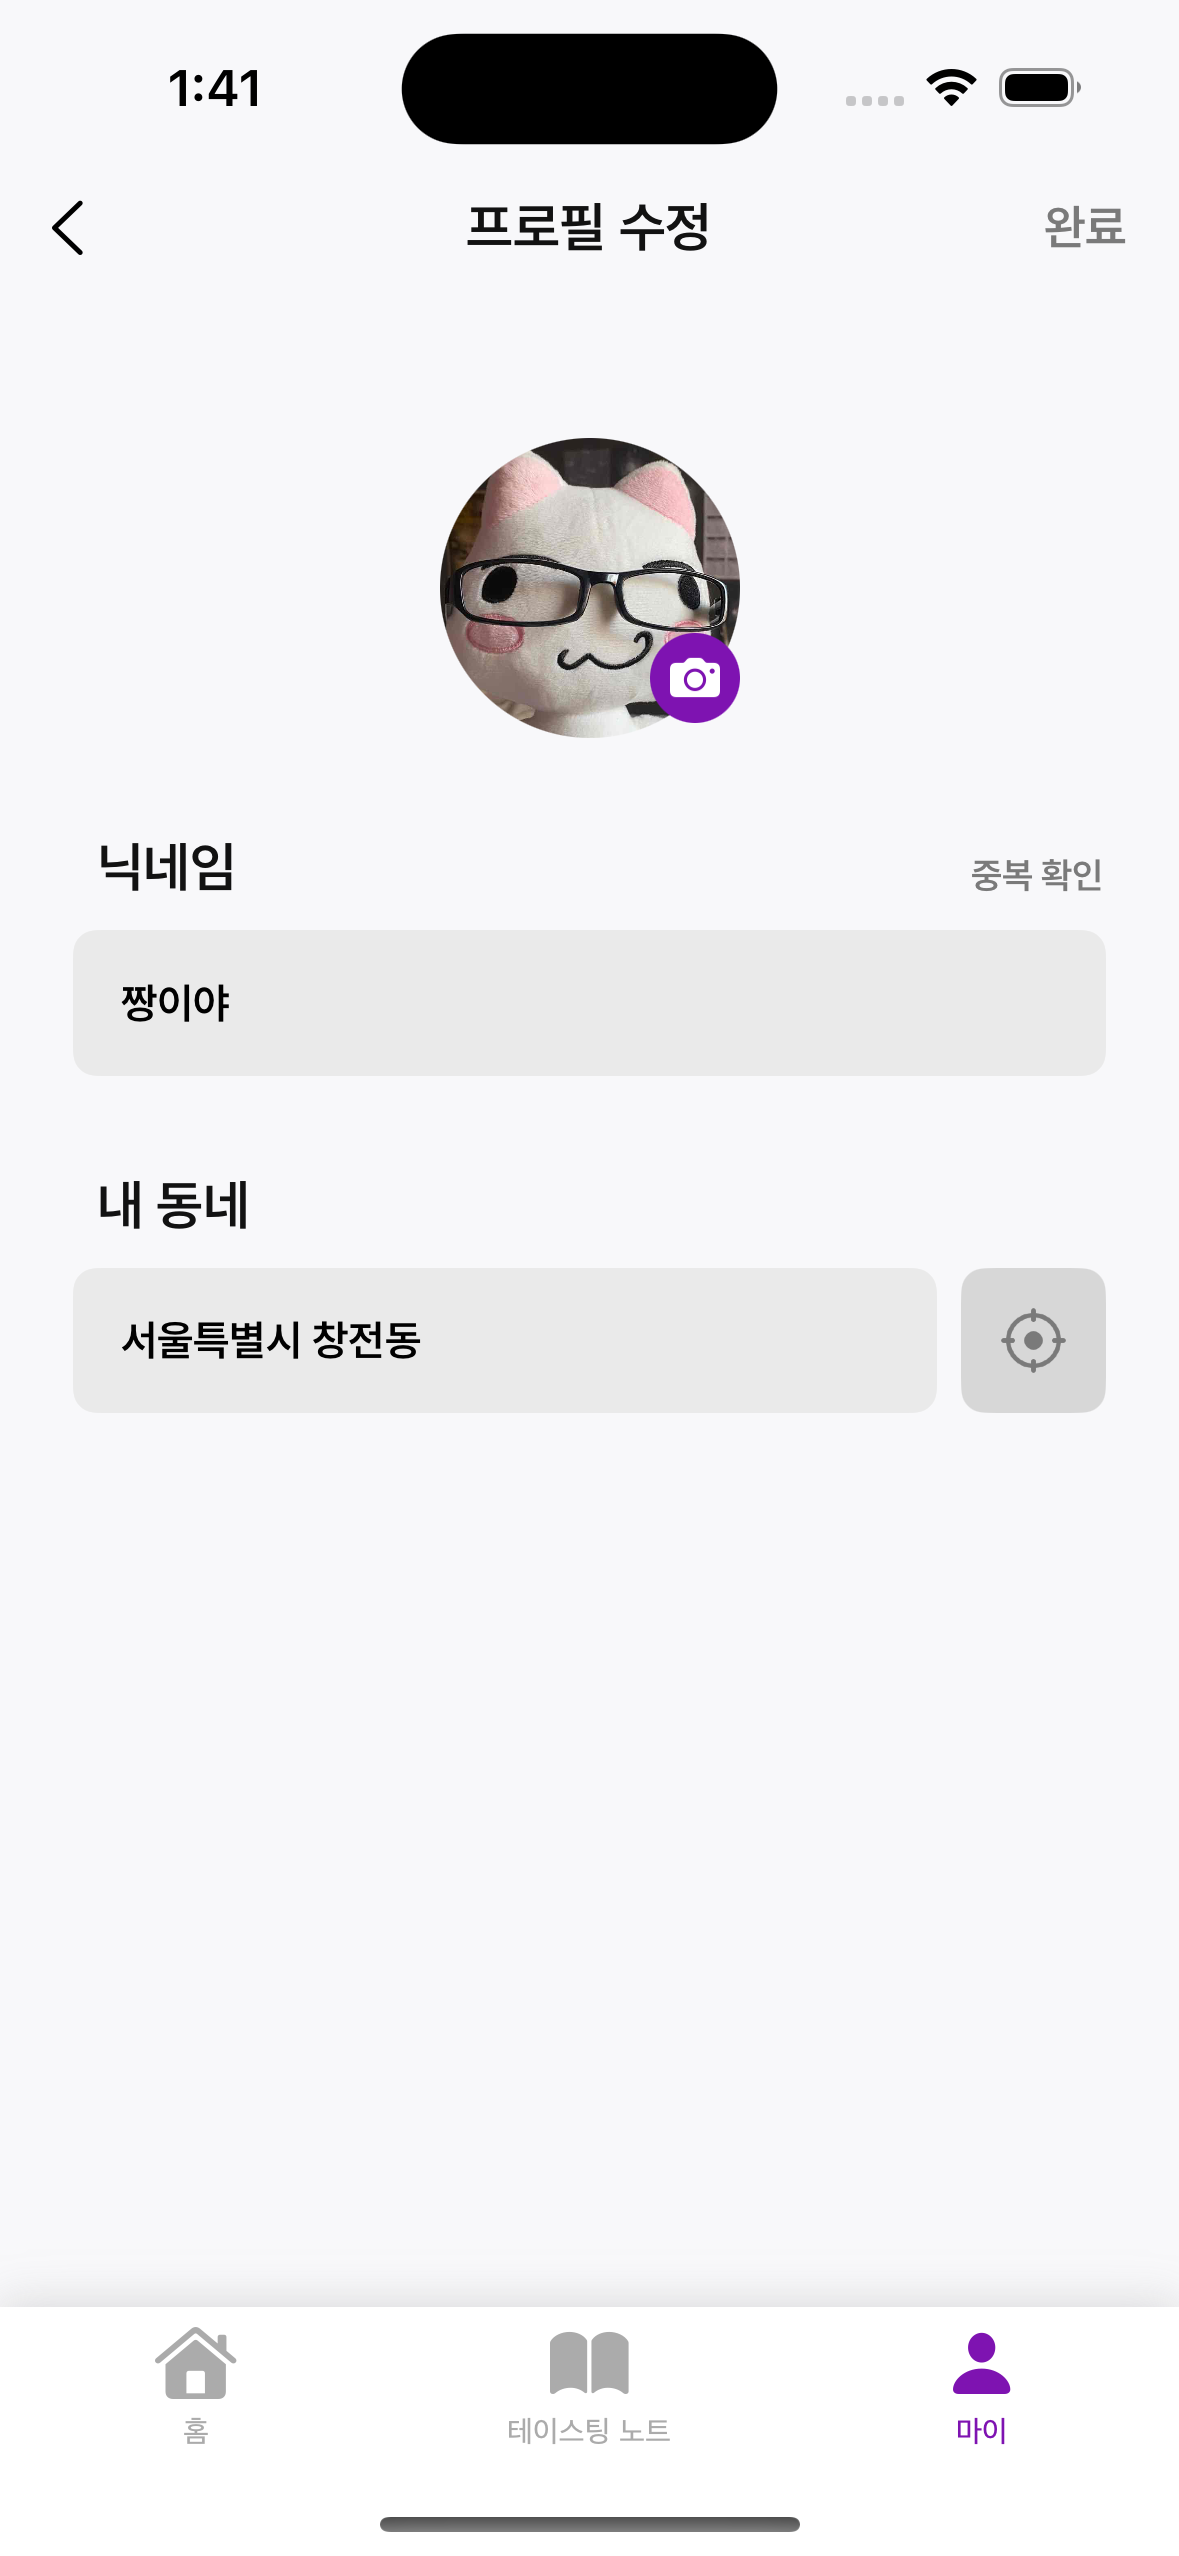 1:41
프로필 수정
완료
닉네임
중복 확인
짱이야
내 동네
서울특별시 창전동
홈
테이스팅 노트
마이